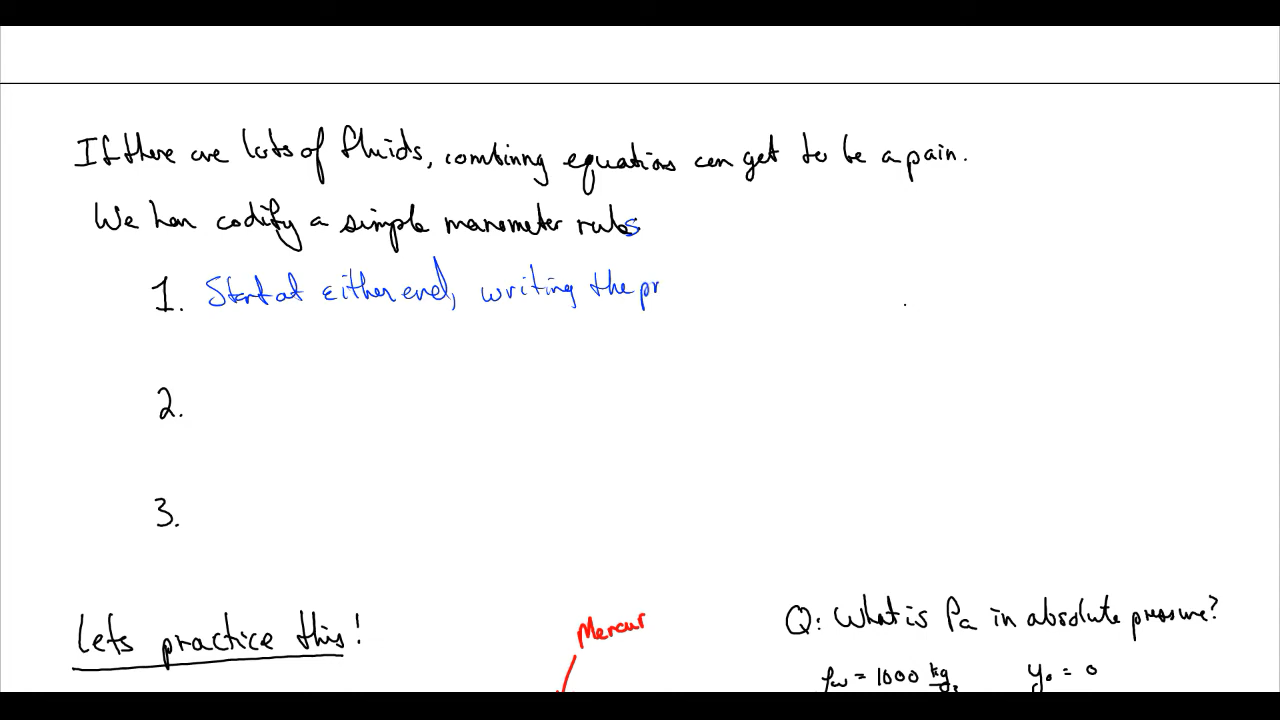 If there are lots of fluids, combining equations can get to be a pain.
We han codify a simple manometer rules
1. Start at either end, writing the pr
2.
3.
Lets practice this!
Mercur
Q: What is Pa in absolute pressure?
ρw = 1000 kg
y₀ = 0